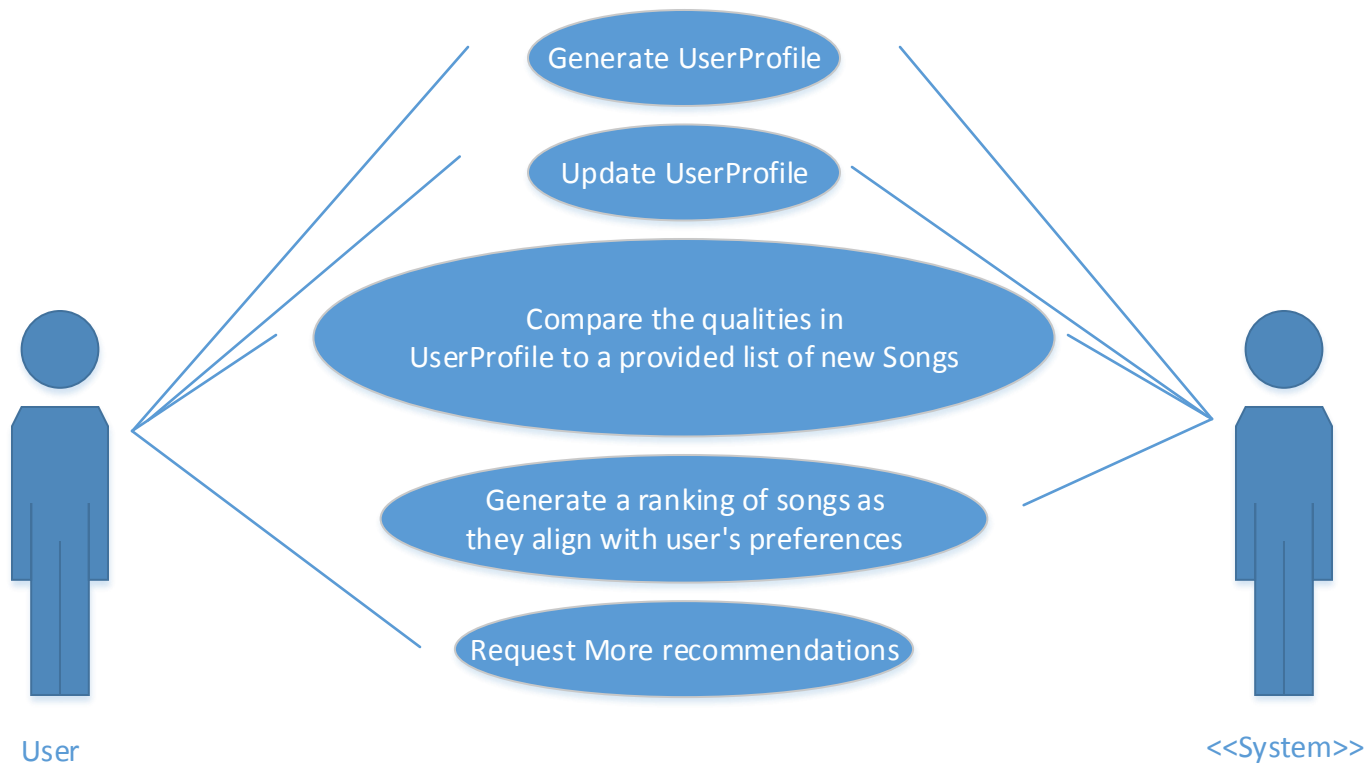 Generate UserProfile
Update UserProfile
Compare the qualities in
UserProfile to a provided list of new Songs
Generate a ranking of songs as
they align with user's preferences
Request More recommendations
User
<<System>>